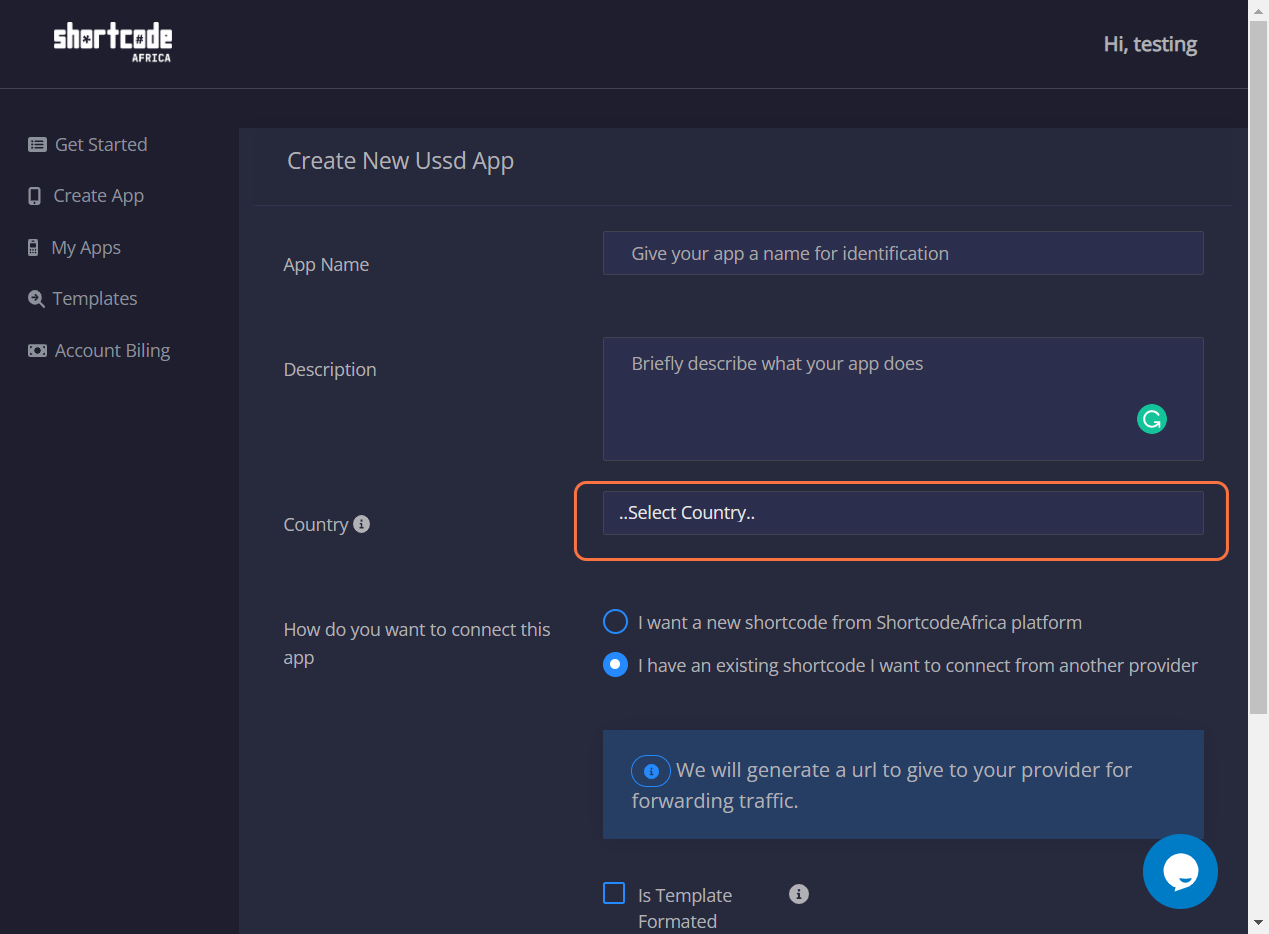 shortcode
AFRICA
Hi, testing
Get Started
Create App
My Apps
Templates
Account Biling
Create New Ussd App
App Name
Give your app a name for identification
Description
Briefly describe what your app does
Country
..Select Country..
How do you want to connect this
app
I want a new shortcode from ShortcodeAfrica platform
I have an existing shortcode I want to connect from another provider
We will generate a url to give to your provider for
forwarding traffic.
Is Template
Formated